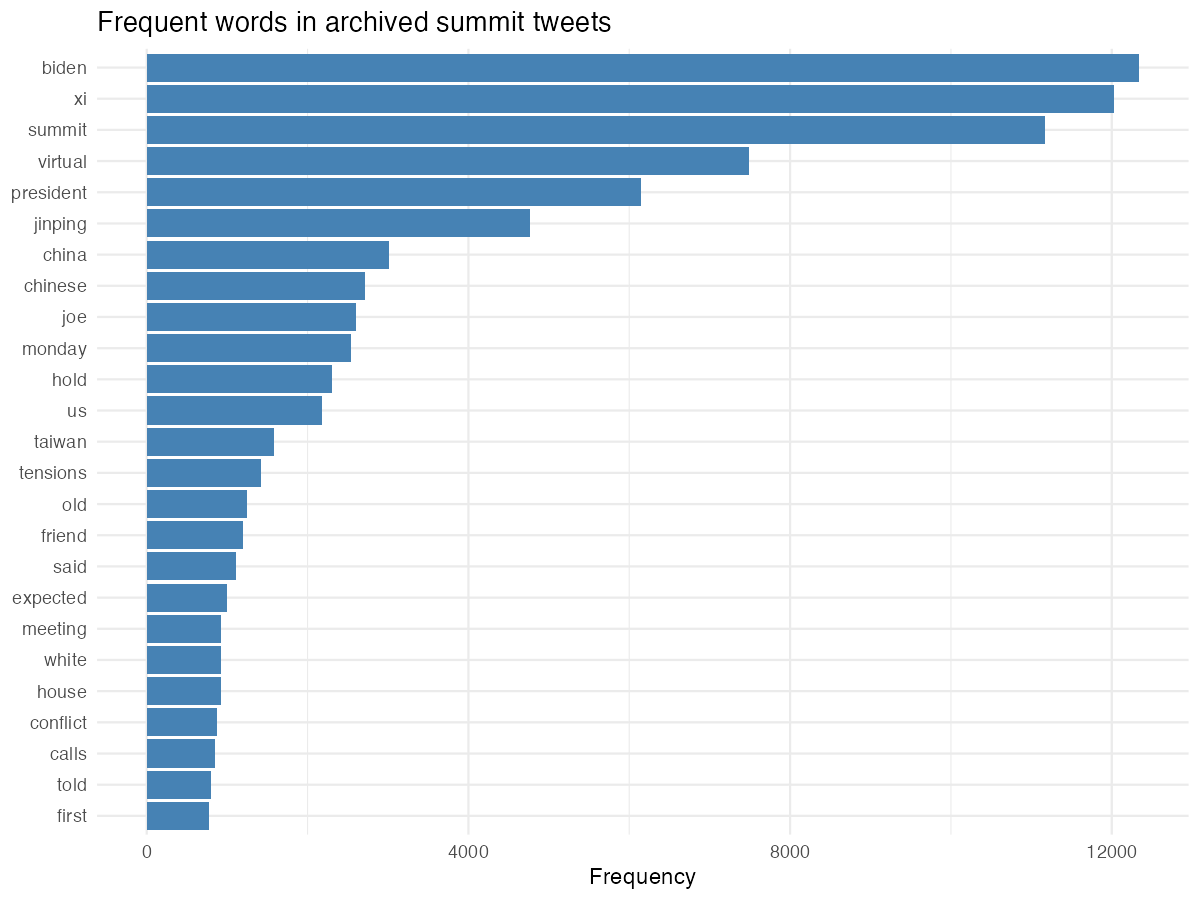 Frequent words in archived summit tweets
biden
xi
summit
virtual
president
jinping
china
chinese
joe
monday
hold
us
taiwan
tensions
old
friend
said
expected
meeting
white
house
conflict
calls
told
first
0 4000 8000 12000
Frequency